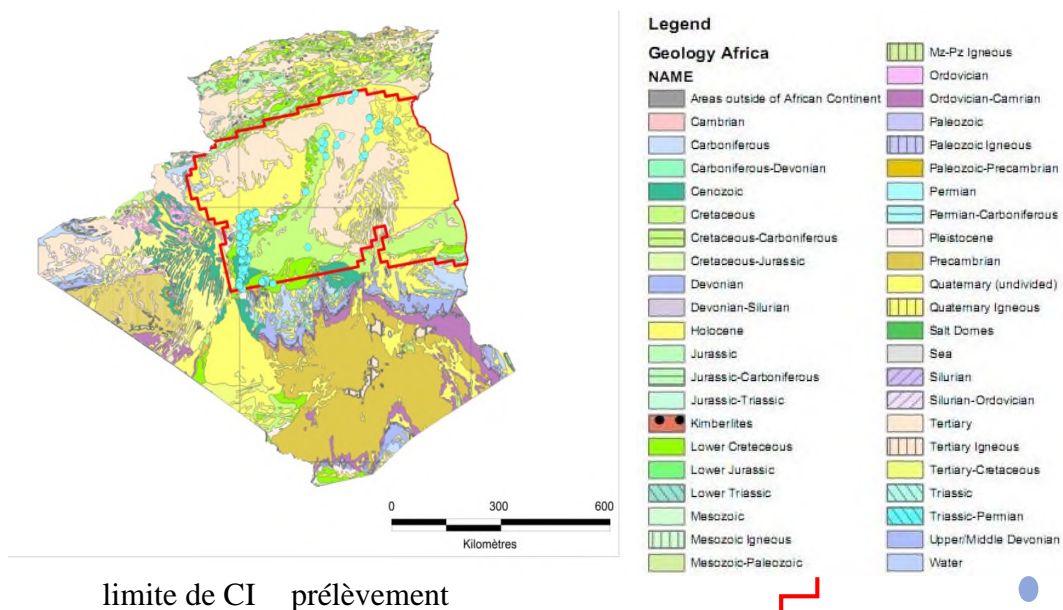 Legend
Geology Africa
NAME
Areas outside of African Continent
Cambrian
Carboniferous
Carboniferous-Devonian
Cenozoic
Cretaceous
Cretaceous-Carboniferous
Cretaceous-Jurassic
Devonian
Devonian-Silurian
Holocene
Jurassic
Jurassic-Carboniferous
Jurassic-Triassic
Kimberlites
Lower Creteceous
Lower Jurassic
Lower Triassic
Mesozoic
Mesozoic Igneous
Mesozoic-Paleozoic
Mz-Pz Igneous
Ordovician
Ordovician-Camrian
Paleozoic
Paleozoic Igneous
Paleozoic-Precambrian
Permian
Permian-Carboniferous
Pleistocene
Precambrian
Quaternary (undivided)
Quaternary Igneous
Salt Domes
Sea
Silurian
Silurian-Ordovician
Tertiary
Tertiary Igneous
Tertiary-Cretaceous
Triassic
Triassic-Permian
Upper/Middle Devonian
Water
0 300 600
Kilomètres
limite de CI prélèvement